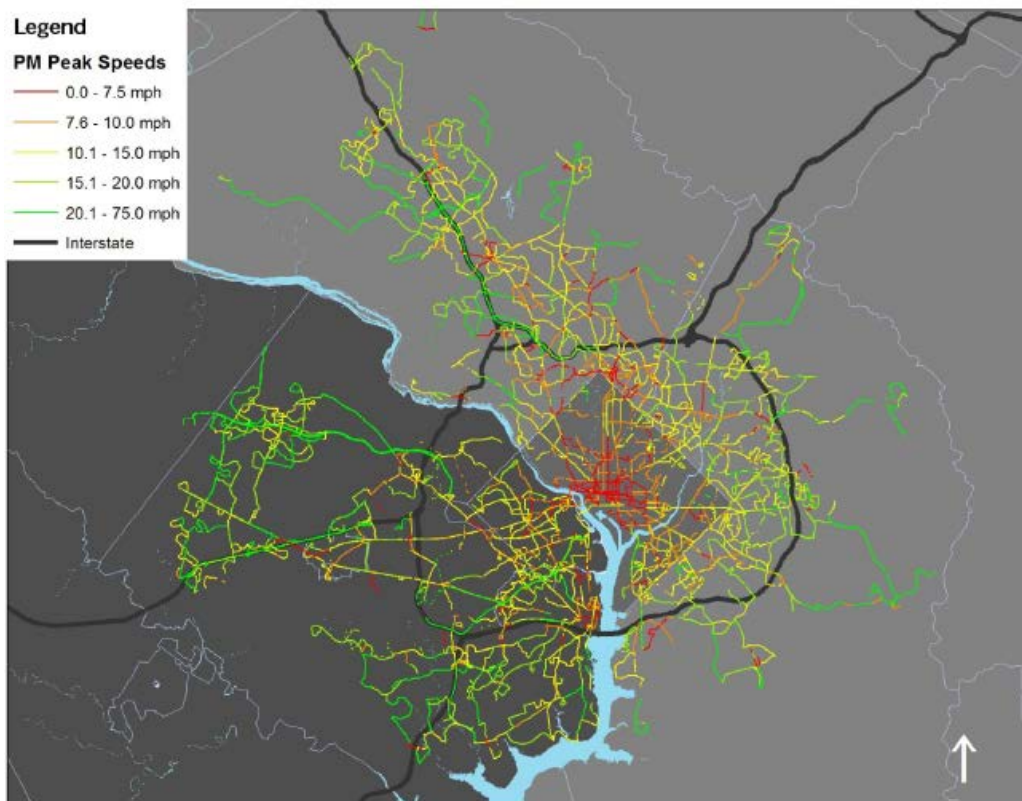 Legend
PM Peak Speeds
0.0 - 7.5 mph
7.6 - 10.0 mph
10.1 - 15.0 mph
15.1 - 20.0 mph
20.1 - 75.0 mph
Interstate